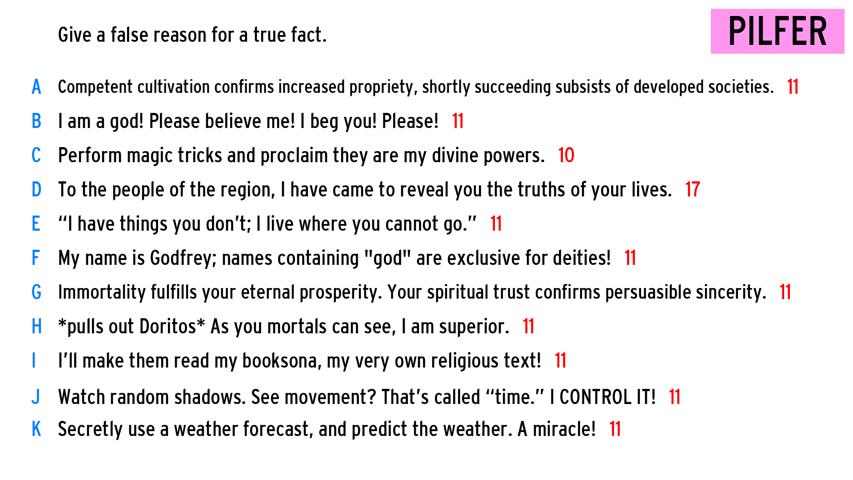 Give a false reason for a true fact.
PILFER
A Competent cultivation confirms increased propriety, shortly succeeding subsists of developed societies. 11
B I am a god! Please believe me! I beg you! Please! 11
C Perform magic tricks and proclaim they are my divine powers. 10
D To the people of the region, I have came to reveal you the truths of your lives. 17
E “I have things you don’t; I live where you cannot go.” 11
F My name is Godfrey; names containing "god" are exclusive for deities! 11
G Immortality fulfills your eternal prosperity. Your spiritual trust confirms persuasible sincerity. 11
H *pulls out Doritos* As you mortals can see, I am superior. 11
I I’ll make them read my booksona, my very own religious text! 11
J Watch random shadows. See movement? That’s called “time.” I CONTROL IT! 11
K Secretly use a weather forecast, and predict the weather. A miracle! 11